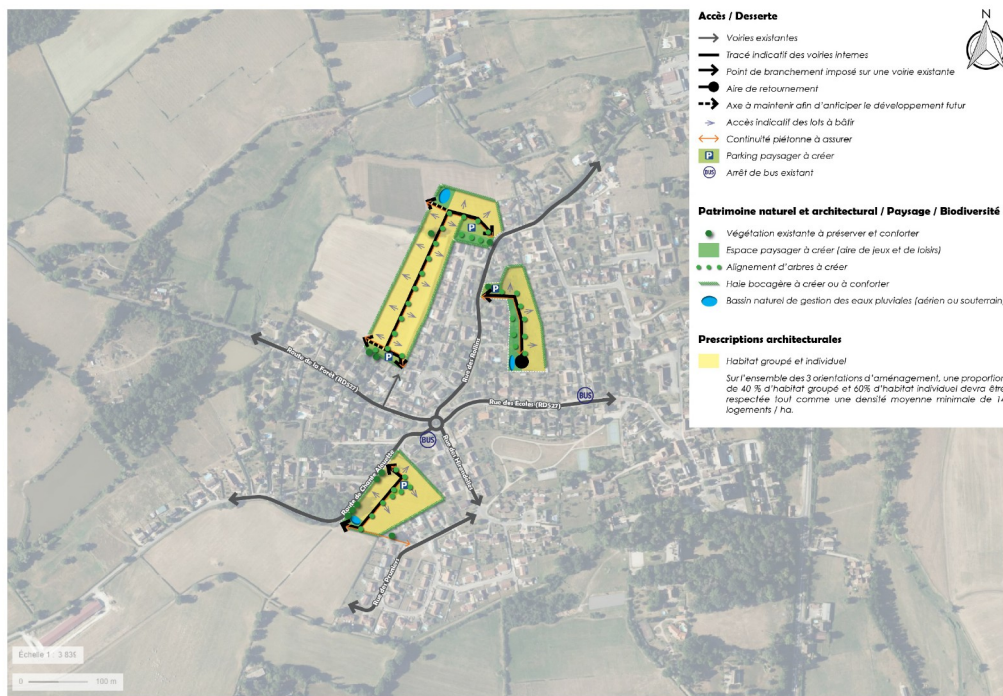 Accès / Desserte
N
Voiries existantes
Tracé indicatif des voiries internes
Point de branchement imposé sur une voirie existante
Aire de retournement
Axe à maintenir afin d'anticiper le développement futur
Accès indicatif des lots à bâtir
Continuité piétonne à assurer
P Parking paysager à créer
BUS Arrêt de bus existant
Patrimoine naturel et architectural / Paysage / Biodiversité
Végétation existante à préserver et conforter
Espace paysager à créer (aire de jeux et de loisirs)
Alignement d'arbres à créer
Haie bocagère à créer ou à conforter
Bassin naturel de gestion des eaux pluviales (aérien ou souterrain
Prescriptions architecturales
Habitat groupé et individuel
Sur l'ensemble des 3 orientations d'aménagement, une proportion
de 40 % d'habitat groupé et 60% d'habitat individuel devra être
respectée tout comme une densité moyenne minimale de 14
logements / ha.
P
P
P
Route de la Forêt (RD527)
Rue des Ecoles (RD527)
BUS
BUS
P
Echelle 1 : 3 836
0 100 m